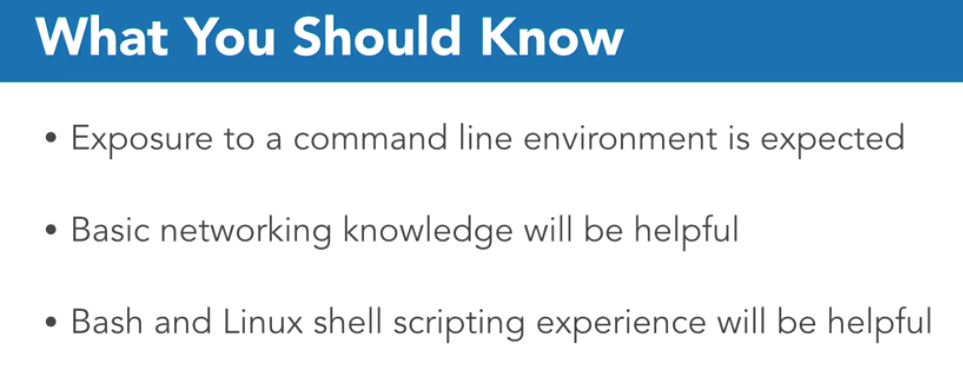 What You Should Know
• Exposure to a command line environment is expected
• Basic networking knowledge will be helpful
• Bash and Linux shell scripting experience will be helpful